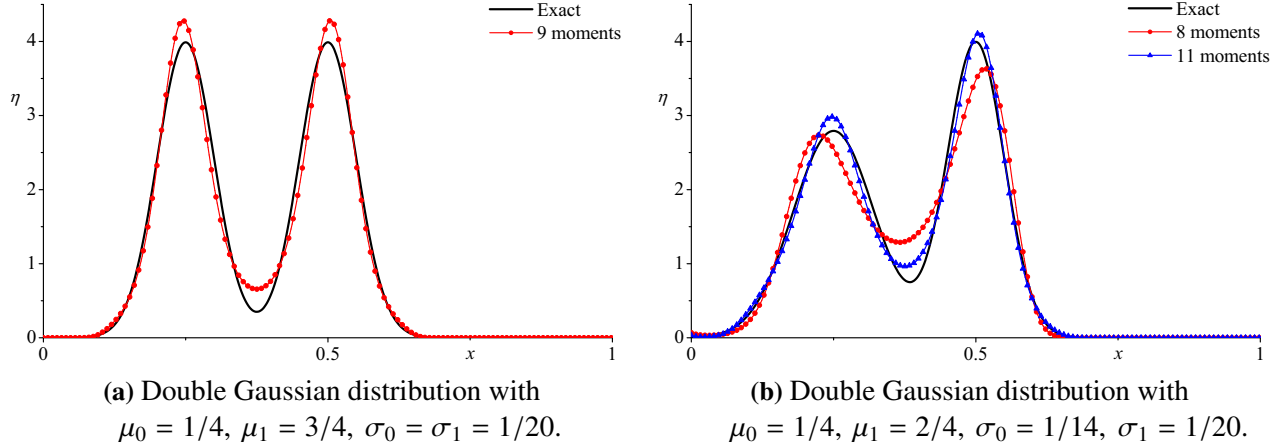 Exact
9 moments
4
η
3
2
1
0
0
0.5
x
1
(a) Double Gaussian distribution with
μ0 = 1/4, μ1 = 3/4, σ0 = σ1 = 1/20.
Exact
8 moments
11 moments
4
η
3
2
1
0
0
0.5
x
1
(b) Double Gaussian distribution with
μ0 = 1/4, μ1 = 2/4, σ0 = 1/14, σ1 = 1/20.